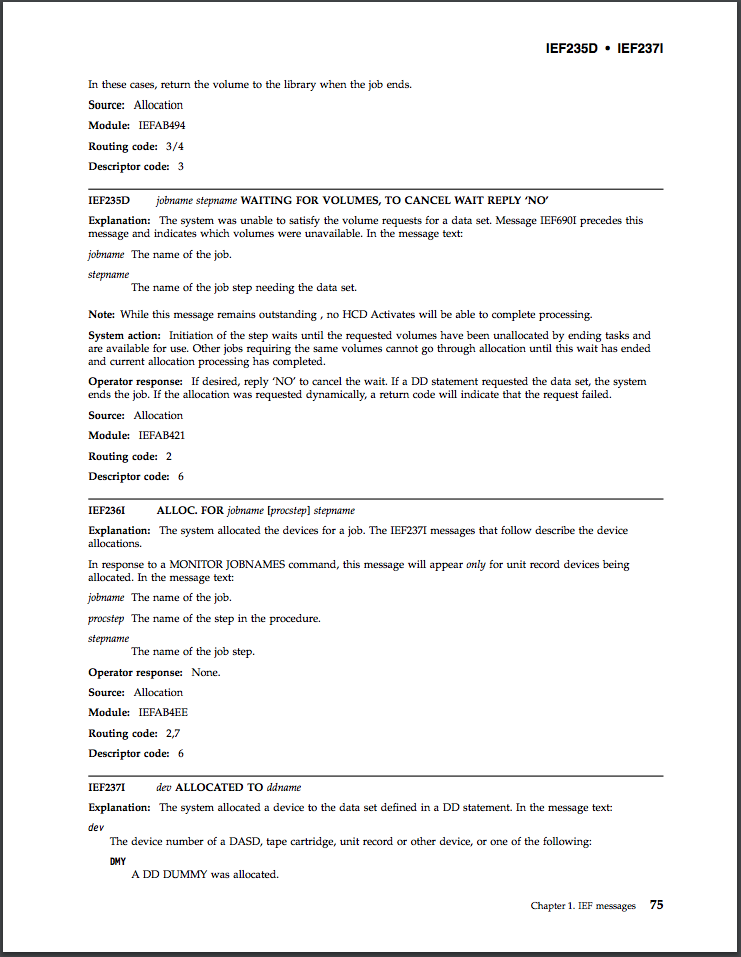 IEF235D • IEF237I
In these cases, return the volume to the library when the job ends.
Source: Allocation
Module: IEFAB494
Routing code: 3/4
Descriptor code: 3
IEF235D jobname stepname WAITING FOR VOLUMES, TO CANCEL WAIT REPLY ‘NO’
Explanation: The system was unable to satisfy the volume requests for a data set. Message IEF690I precedes this
message and indicates which volumes were unavailable. In the message text:
jobname The name of the job.
stepname
The name of the job step needing the data set.
Note: While this message remains outstanding , no HCD Activates will be able to complete processing.
System action: Initiation of the step waits until the requested volumes have been unallocated by ending tasks and
are available for use. Other jobs requiring the same volumes cannot go through allocation until this wait has ended
and current allocation processing has completed.
Operator response: If desired, reply ‘NO’ to cancel the wait. If a DD statement requested the data set, the system
ends the job. If the allocation was requested dynamically, a return code will indicate that the request failed.
Source: Allocation
Module: IEFAB421
Routing code: 2
Descriptor code: 6
IEF236I ALLOC. FOR jobname [procstep] stepname
Explanation: The system allocated the devices for a job. The IEF237I messages that follow describe the device
allocations.
In response to a MONITOR JOBNAMES command, this message will appear only for unit record devices being
allocated. In the message text:
jobname The name of the job.
procstep The name of the step in the procedure.
stepname
The name of the job step.
Operator response: None.
Source: Allocation
Module: IEFAB4EE
Routing code: 2,7
Descriptor code: 6
IEF237I dev ALLOCATED TO ddname
Explanation: The system allocated a device to the data set defined in a DD statement. In the message text:
dev
The device number of a DASD, tape cartridge, unit record or other device, or one of the following:
DMY
A DD DUMMY was allocated.
Chapter 1. IEF messages 75